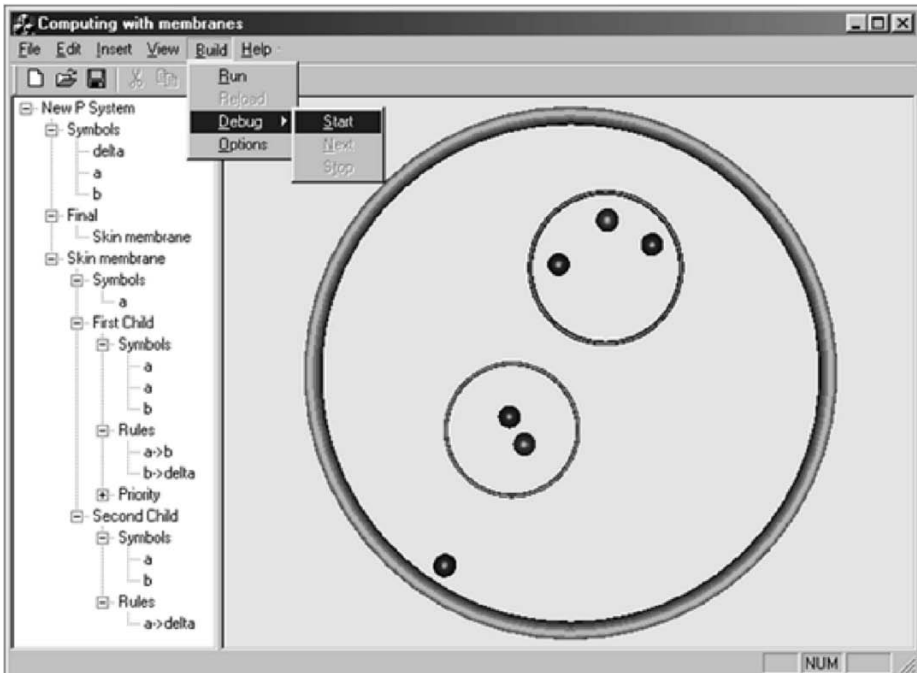 Computing with membranes
File Edit Insert View Build Help
Run
Reload
Debug
Start
Options
Next
Stop
New P System
Symbols
delta
a
b
Final
Skin membrane
Skin membrane
Symbols
a
First Child
Symbols
a
a
b
Rules
a->b
b->delta
Priority
Second Child
Symbols
a
b
Rules
a->delta
NUM